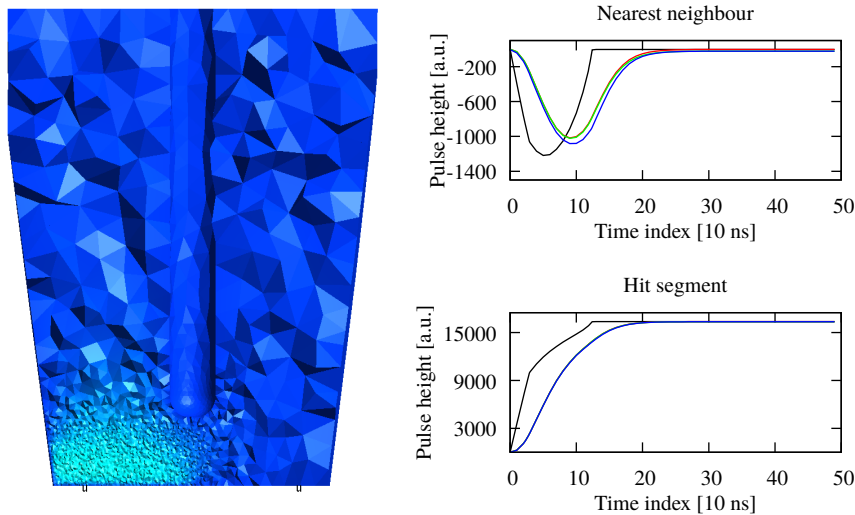 Nearest neighbour
Pulse height [a.u.]
-200
-600
-1000
-1400
0 10 20 30 40 50
Time index [10 ns]
Hit segment
Pulse height [a.u.]
15000
9000
3000
0 10 20 30 40 50
Time index [10 ns]